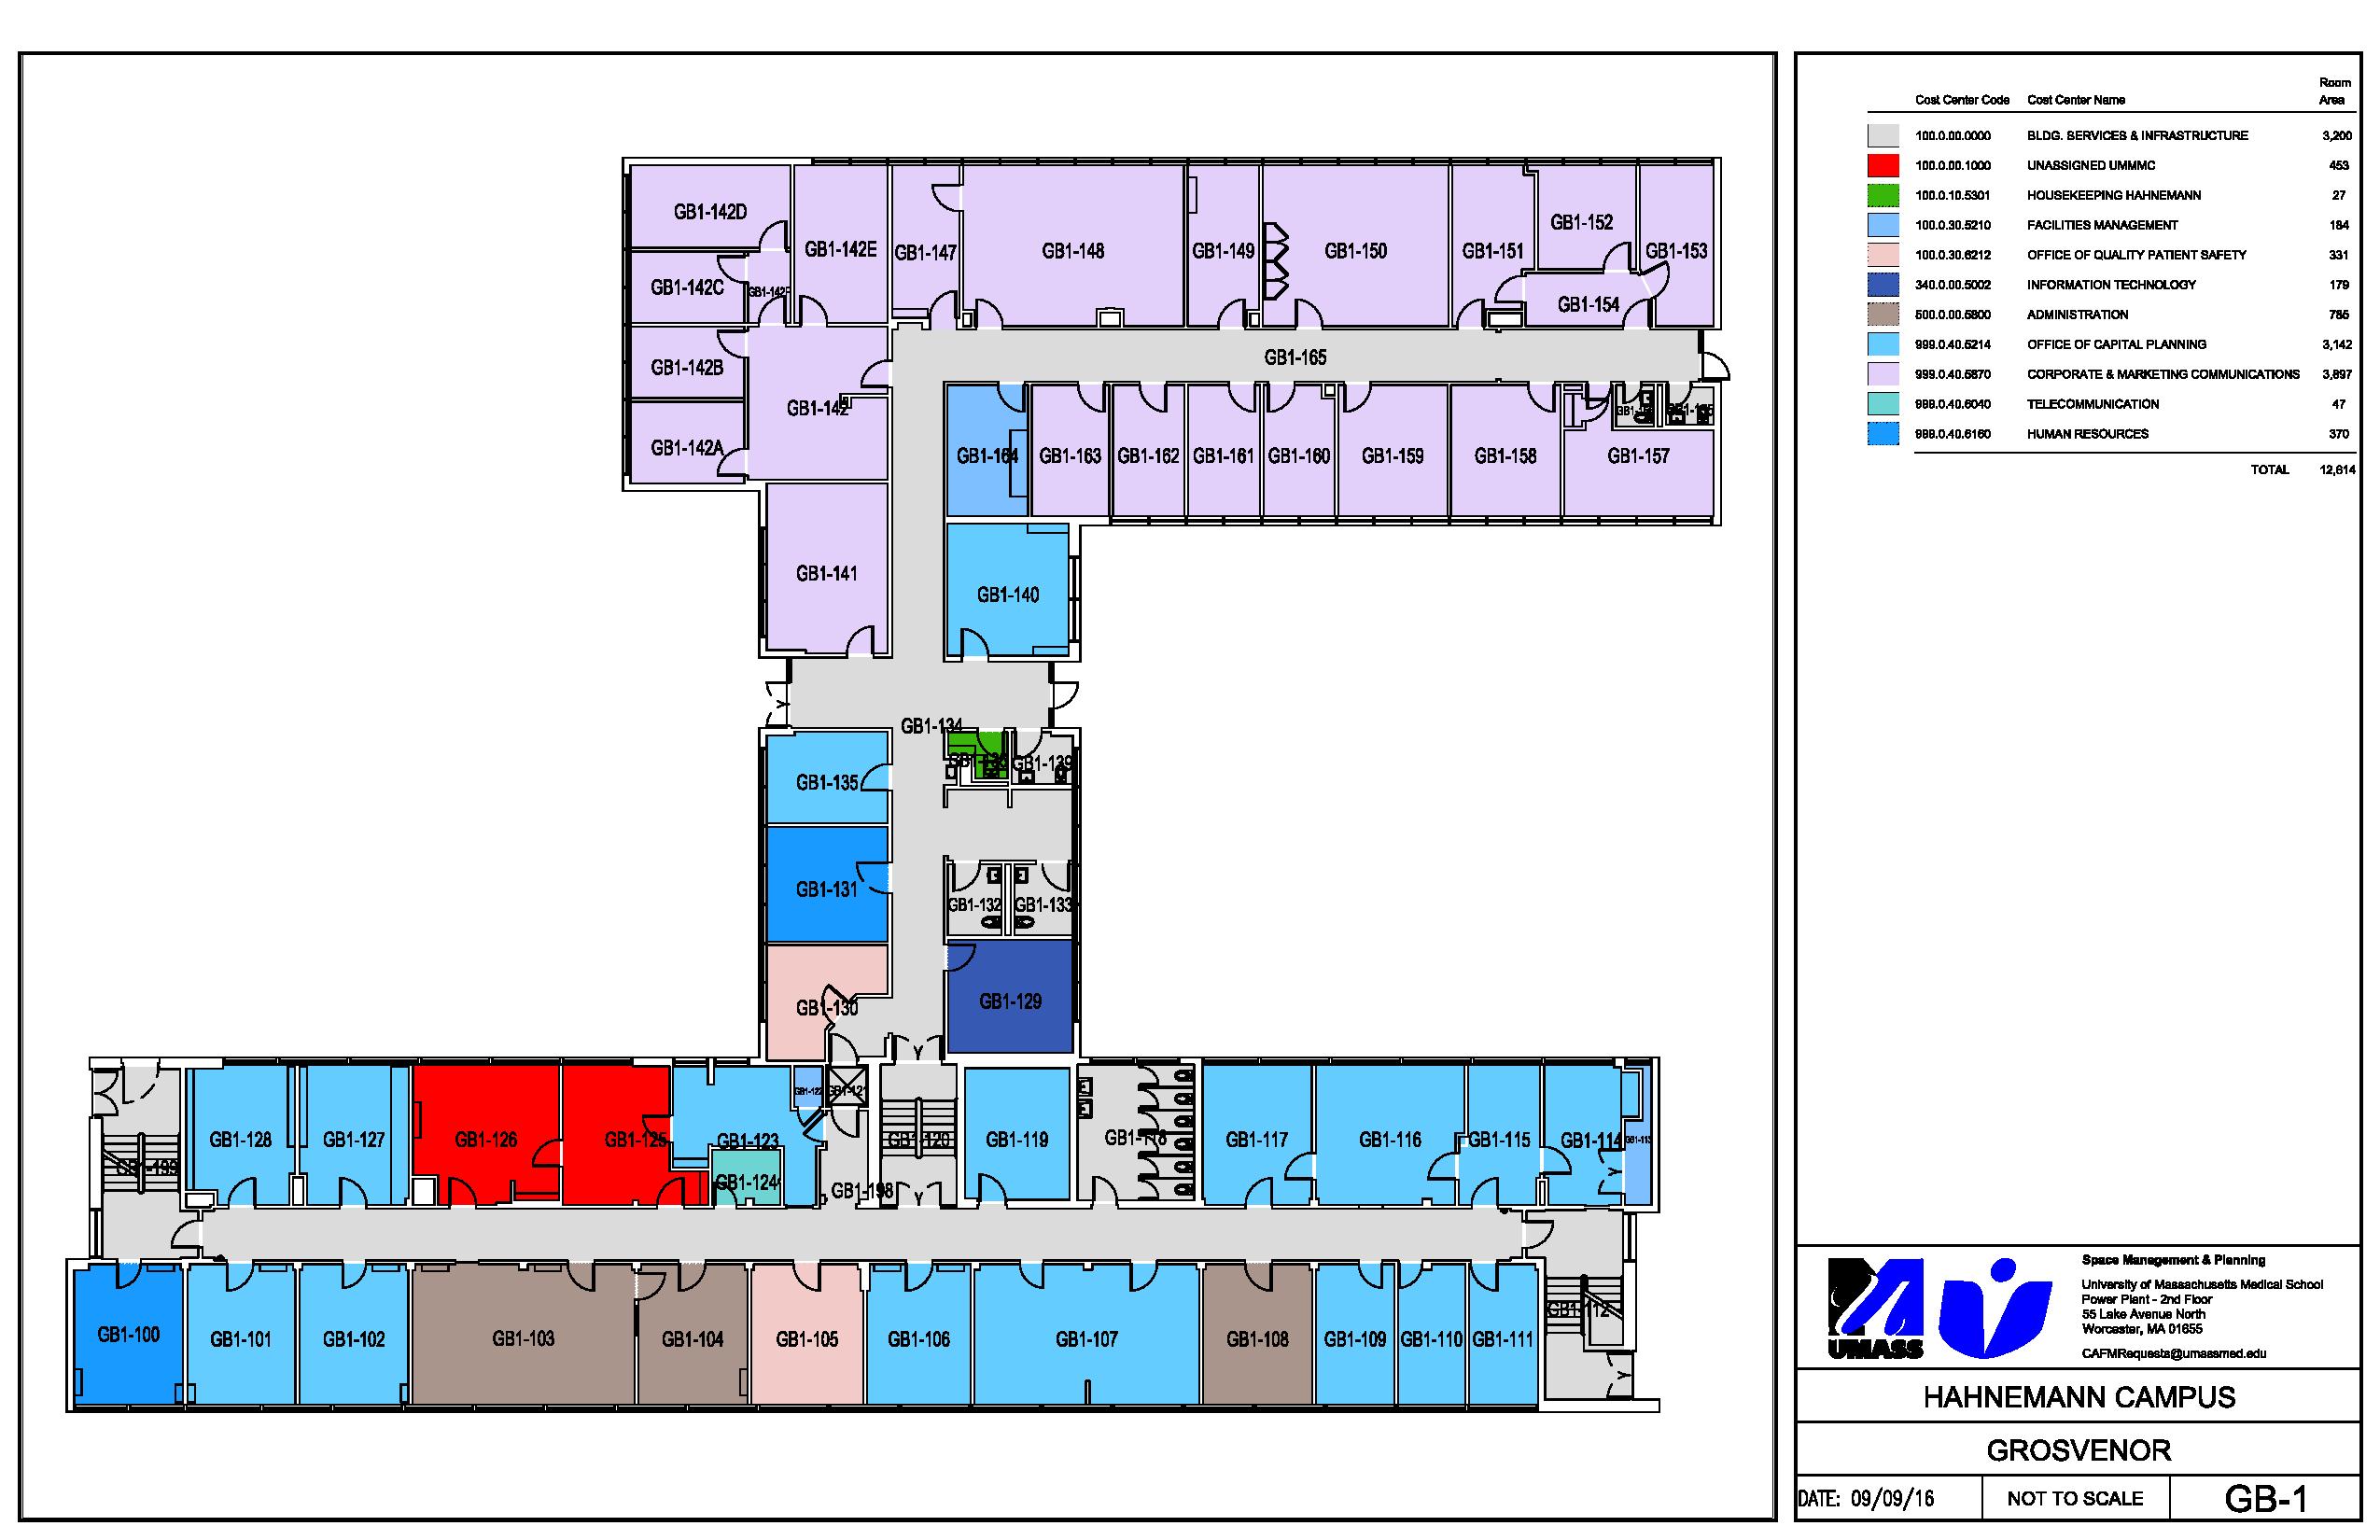 GB1-142D
GB1-142E
GB1-147
GB1-148
GB1-149
GB1-150
GB1-151
GB1-152
GB1-153
GB1-142C
GB1-142F
GB1-154
GB1-142B
GB1-165
GB1-142
GB1-142A
GB1-164
GB1-163
GB1-162
GB1-161
GB1-160
GB1-159
GB1-158
GB1-157
GB1-141
GB1-140
GB1-134
GB1-135
GB1-139
GB1-131
GB1-132
GB1-133
GB1-130
GB1-129
GB1-122
GB1-121
GB1-128
GB1-127
GB1-126
GB1-125
GB1-123
GB1-120
GB1-119
GB1-118
GB1-117
GB1-116
GB1-115
GB1-114
GB1-113
GB1-199
GB1-124
GB1-198
GB1-112
GB1-100
GB1-101
GB1-102
GB1-103
GB1-104
GB1-105
GB1-106
GB1-107
GB1-108
GB1-109
GB1-110
GB1-111
Cost Center Code Cost Center Name Room Area
100.0.00.0000 BLDG. SERVICES & INFRASTRUCTURE 3,200
100.0.00.1000 UNASSIGNED UMMMC 453
100.0.10.5301 HOUSEKEEPING HAHNEMANN 27
100.0.30.5210 FACILITIES MANAGEMENT 184
100.0.30.6212 OFFICE OF QUALITY PATIENT SAFETY 331
340.0.00.5002 INFORMATION TECHNOLOGY 179
500.0.00.5800 ADMINISTRATION 785
999.0.40.5214 OFFICE OF CAPITAL PLANNING 3,142
999.0.40.5870 CORPORATE & MARKETING COMMUNICATIONS 3,897
999.0.40.6040 TELECOMMUNICATION 47
999.0.40.6160 HUMAN RESOURCES 370
TOTAL 12,614
UMASS
Space Management & Planning
University of Massachusetts Medical School
Power Plant - 2nd Floor
55 Lake Avenue North
Worcester, MA 01655
CAFMRequests@umassmed.edu
HAHNEMANN CAMPUS
GROSVENOR
DATE: 09/09/16 NOT TO SCALE GB-1